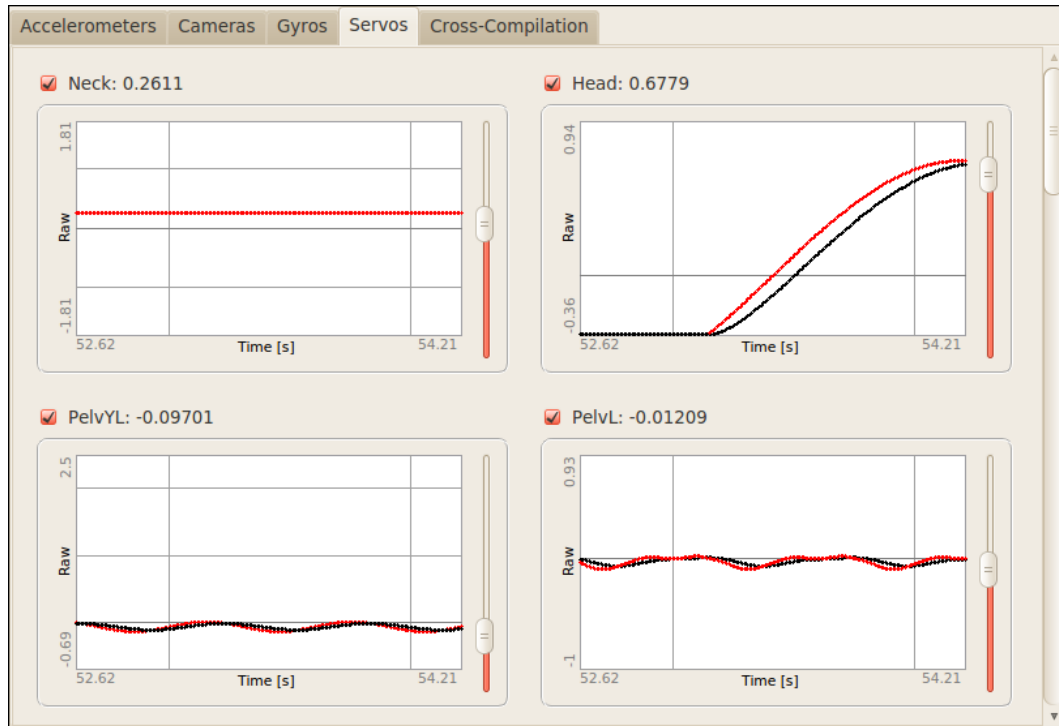 Accelerometers Cameras Gyros Servos Cross-Compilation
Neck: 0.2611
1.81
Raw
-1.81
52.62 Time [s] 54.21
Head: 0.6779
0.94
Raw
-0.36
52.62 Time [s] 54.21
PelvYL: -0.09701
2.5
Raw
-0.69
52.62 Time [s] 54.21
PelvL: -0.01209
0.93
Raw
-1
52.62 Time [s] 54.21